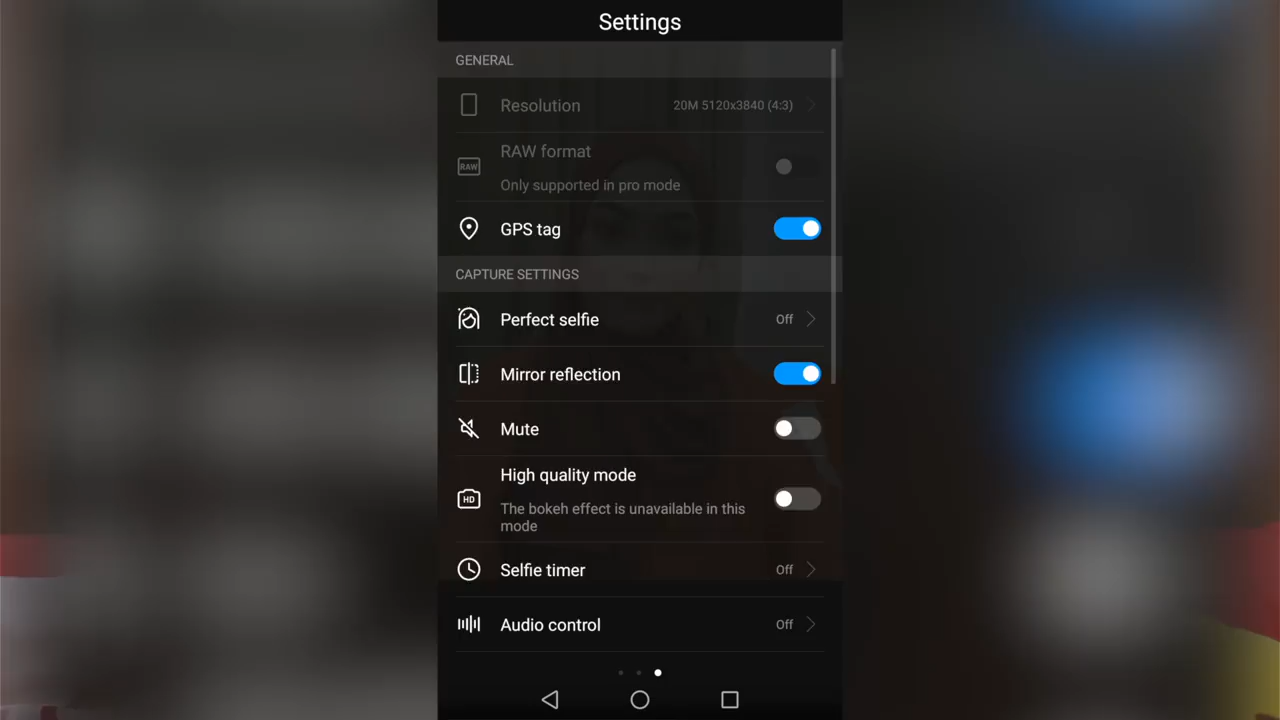 Settings
GENERAL
Resolution 20M 5120x3840 (4:3)
RAW format
RAW
Only supported in pro mode
GPS tag
CAPTURE SETTINGS
Perfect selfie Off
Mirror reflection
Mute
High quality mode
HD
The bokeh effect is unavailable in this
mode
Selfie timer Off
Audio control Off